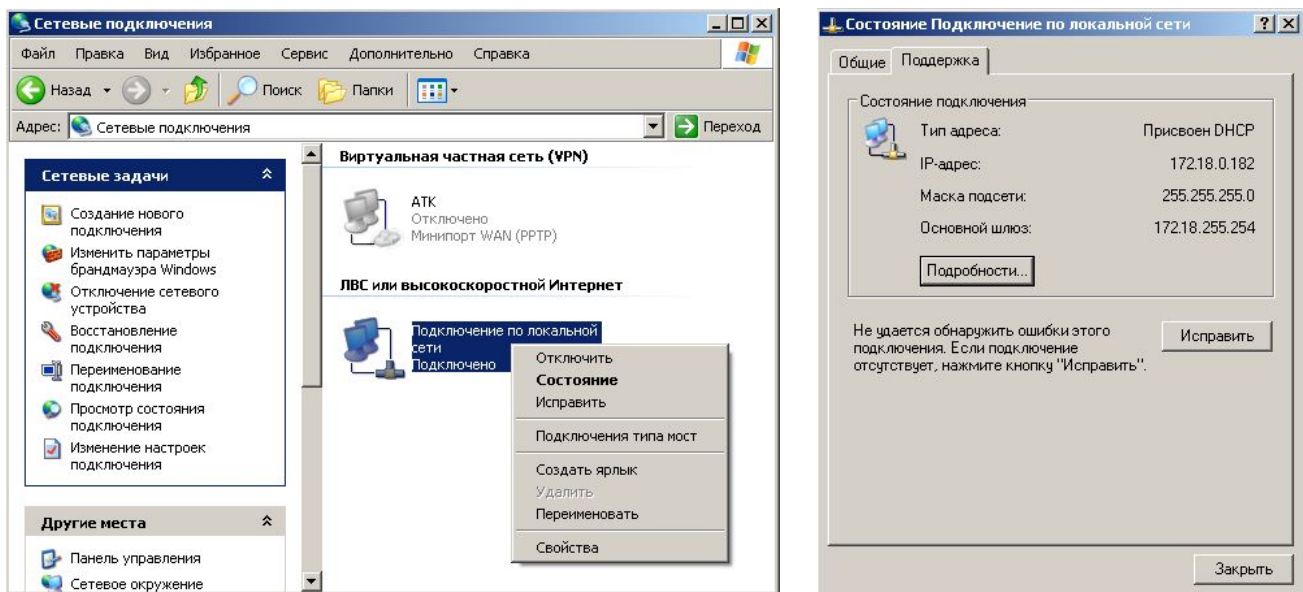 Сетевые подключения
Файл Правка Вид Избранное Сервис Дополнительно Справка
Назад Поиск Папки
Адрес: Сетевые подключения Переход
Сетевые задачи
Создание нового
подключения
Изменить параметры
брандмауэра Windows
Отключение сетевого
устройства
Восстановление
подключения
Переименование
подключения
Просмотр состояния
подключения
Изменение настроек
подключения
Другие места
Панель управления
Сетевое окружение
Виртуальная частная сеть (VPN)
АТК
Отключено
Минипорт WAN (PPTP)
ЛВС или высокоскоростной Интернет
Подключение по локальной
сети
Подключено
Отключить
Состояние
Исправить
Подключения типа мост
Создать ярлык
Удалить
Переименовать
Свойства
Состояние Подключение по локальной сети
Общие Поддержка
Состояние подключения
Тип адреса: Присвоен DHCP
IP-адрес: 172.18.0.182
Маска подсети: 255.255.255.0
Основной шлюз: 172.18.255.254
Подробности...
Не удается обнаружить ошибки этого
подключения. Если подключение
отсутствует, нажмите кнопку "Исправить".
Исправить
Закрыть